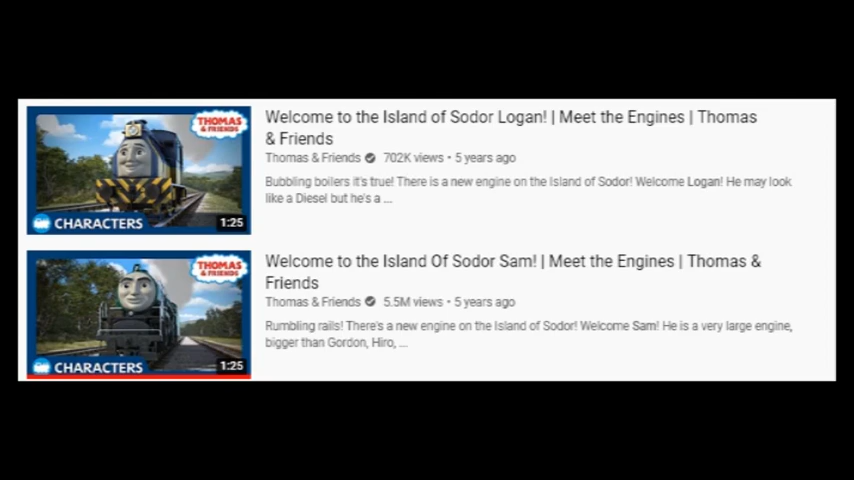 THOMAS
& FRIENDS
CHARACTERS
1:25
Welcome to the Island of Sodor Logan! | Meet the Engines | Thomas
& Friends
Thomas & Friends 702K views • 5 years ago
Bubbling boilers it's true! There is a new engine on the Island of Sodor! Welcome Logan! He may look
like a Diesel but he's a ...
THOMAS
& FRIENDS
CHARACTERS
1:25
Welcome to the Island Of Sodor Sam! | Meet the Engines | Thomas &
Friends
Thomas & Friends 5.5M views • 5 years ago
Rumbling rails! There's a new engine on the Island of Sodor! Welcome Sam! He is a very large engine,
bigger than Gordon, Hiro, ...